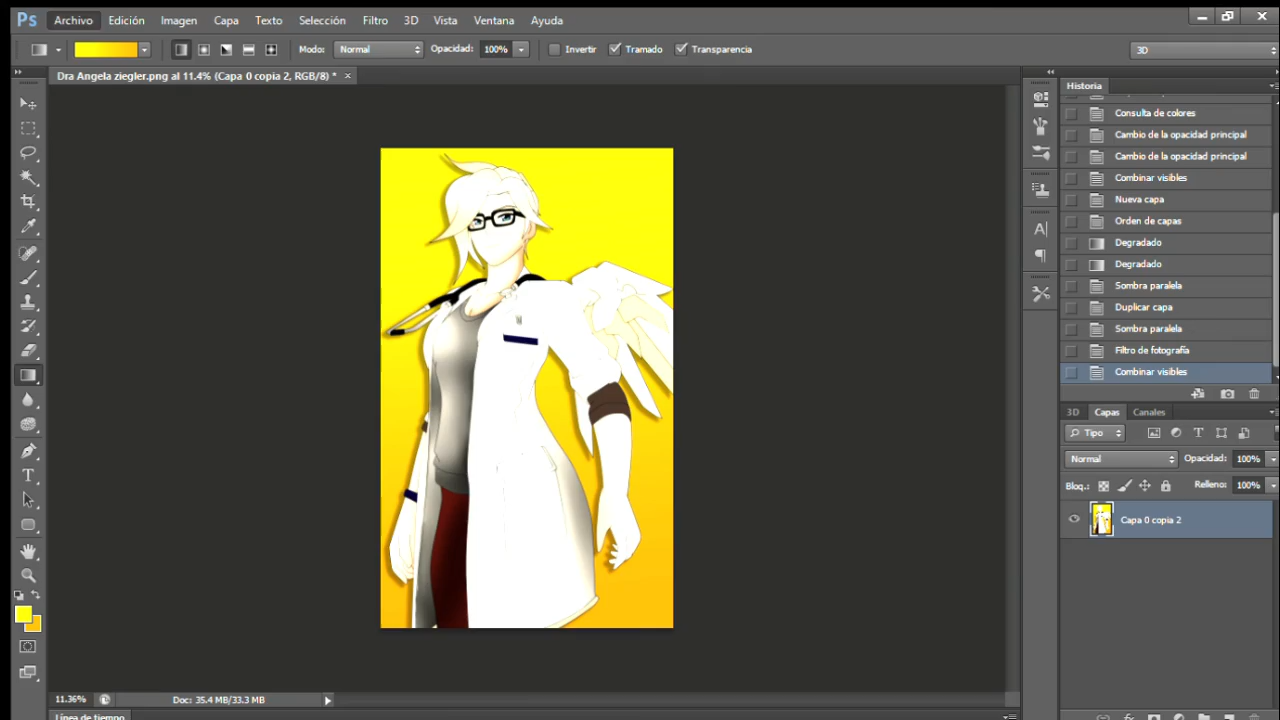 Ps Archivo Edición Imagen Capa Texto Selección Filtro 3D Vista Ventana Ayuda
Modo: Normal Opacidad: 100% Invertir Tramado Transparencia 3D
Dra Angela ziegler.png al 11.4% (Capa 0 copia 2, RGB/8) * ×
Historia
Consulta de colores
Cambio de la opacidad principal
Cambio de la opacidad principal
Combinar visibles
Nueva capa
Orden de capas
Degradado
Degradado
Sombra paralela
Duplicar capa
Sombra paralela
Filtro de fotografía
Combinar visibles
3D Capas Canales
Tipo
Normal Opacidad: 100%
Bloq.: Relleno: 100%
Capa 0 copia 2
11.36% Doc: 35.4 MB/33.3 MB
Línea de tiempo